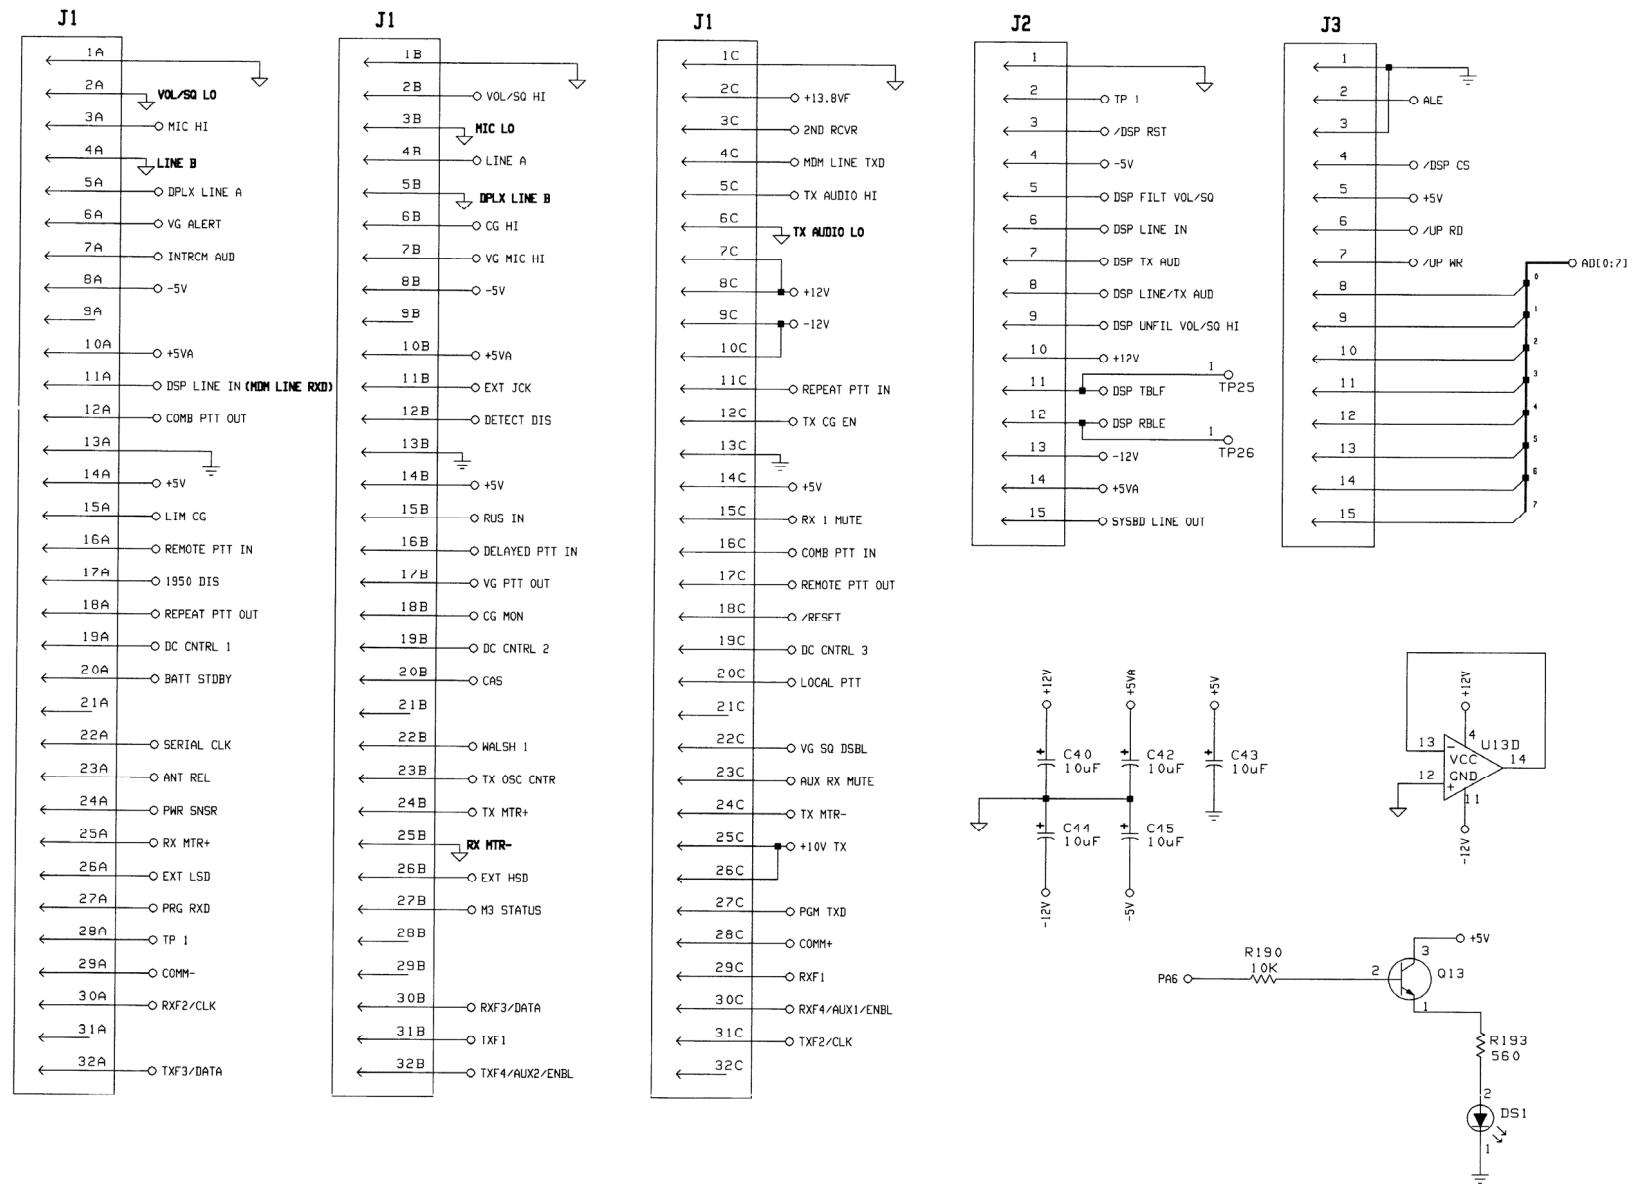 J1
1A
2A VOL/SQ LO
3A MIC HI
4A LINE B
5A DPLX LINE A
6A VG ALERT
7A INTRCM AUD
8A -5V
9A
10A +5VA
11A DSP LINE IN (MDM LINE RXD)
12A COMB PTT OUT
13A
14A +5V
15A LIM CG
16A REMOTE PTT IN
17A 1950 DIS
18A REPEAT PTT OUT
19A DC CNTRL 1
20A BATT STDBY
21A
22A SERIAL CLK
23A ANT REL
24A PWR SNSR
25A RX MTR+
26A EXT LSD
27A PRG RXD
28A TP 1
29A COMM-
30A RXF2/CLK
31A
32A TXF3/DATA
J1
1B
2B VOL/SQ HI
3B MIC LO
4B LINE A
5B DPLX LINE B
6B CG HI
7B VG MIC HI
8B -5V
9B
10B +5VA
11B EXT JCK
12B DETECT DIS
13B
14B +5V
15B RUS IN
16B DELAYED PTT IN
17B VG PTT OUT
18B CG MON
19B DC CNTRL 2
20B CAS
21B
22B WALSH 1
23B TX OSC CNTR
24B TX MTR+
25B RX MTR-
26B EXT HSD
27B M3 STATUS
28B
29B
30B RXF3/DATA
31B TXF1
32B TXF4/AUX2/ENBL
J1
1C
2C +13.8VF
3C 2ND RCVR
4C MDM LINE TXD
5C TX AUDIO HI
6C TX AUDIO LO
7C
8C +12V
9C -12V
10C
11C REPEAT PTT IN
12C TX CG EN
13C
14C +5V
15C RX 1 MUTE
16C COMB PTT IN
17C REMOTE PTT OUT
18C /RESET
19C DC CNTRL 3
20C LOCAL PTT
21C
22C VG SQ DSBL
23C AUX RX MUTE
24C TX MTR-
25C +10V TX
26C
27C PGM TXD
28C COMM+
29C RXF1
30C RXF4/AUX1/ENBL
31C TXF2/CLK
32C
J2
1
2 TP 1
3 /DSP RST
4 -5V
5 DSP FILT VOL/SQ
6 DSP LINE IN
7 DSP TX AUD
8 DSP LINE/TX AUD
9 DSP UNFIL VOL/SQ HI
10 +12V
11 DSP TBLF
1 TP25
12 DSP RBLE
1 TP26
13 -12V
14 +5VA
15 SYSBD LINE OUT
J3
1
2 ALE
3
4 /DSP CS
5 +5V
6 /UP RD
7 /UP WR
AD[0:7]
8 0
9 1
10 2
11 3
12 4
13 5
14 6
15 7
+12V +5VA +5V
+ C40 10uF
+ C42 10uF
+ C43 10uF
+ C44 10uF
+ C45 10uF
-12V -5V
+12V
4
U13D
13 - VCC 14
12 + GND
11
-12V
PA6
R190
10K
2
3
+5V
Q13
1
R193
560
2
DS1
1